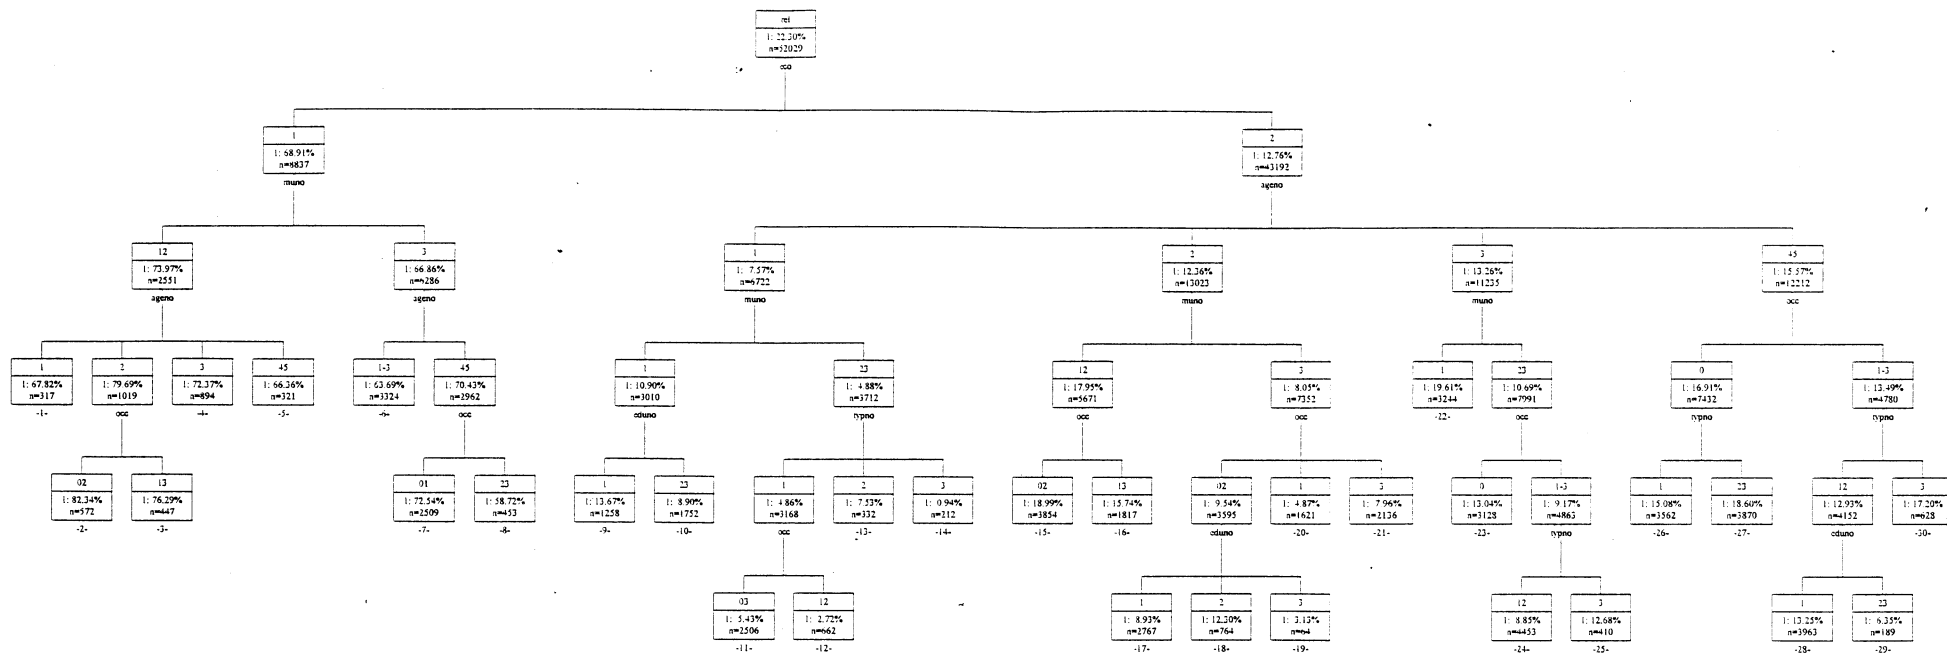 ref
1: 22.30%
n=52029
eco
1
1: 68.91%
n=8837
muno
2
1: 12.76%
n=43192
ageno
12
1: 73.97%
n=2551
ageno
3
1: 66.86%
n=6286
ageno
1
1: 7.57%
n=6722
muno
2
1: 12.36%
n=13023
muno
3
1: 13.26%
n=11235
muno
45
1: 15.57%
n=12212
occ
1
1: 67.82%
n=317
-1-
2
1: 79.69%
n=1019
occ
3
1: 72.37%
n=894
-4-
45
1: 66.36%
n=321
-5-
1-3
1: 63.69%
n=3324
-6-
45
1: 70.43%
n=2962
occ
1
1: 10.90%
n=3010
eduno
23
1: 4.88%
n=3712
typno
12
1: 17.95%
n=5671
occ
3
1: 8.05%
n=7352
occ
1
1: 19.61%
n=3244
-22-
23
1: 10.69%
n=7991
occ
0
1: 16.91%
n=7432
typno
1-3
1: 13.49%
n=4780
typno
02
1: 82.34%
n=572
-2-
13
1: 76.29%
n=447
-3-
01
1: 72.54%
n=2509
-7-
23
1: 58.72%
n=453
-8-
1
1: 13.67%
n=1258
-9-
23
1: 8.90%
n=1752
-10-
1
1: 4.86%
n=3168
occ
2
1: 7.53%
n=332
-13-
3
1: 0.94%
n=212
-14-
02
1: 18.99%
n=3854
-15-
13
1: 15.74%
n=1817
-16-
02
1: 9.54%
n=3595
eduno
1
1: 4.87%
n=1621
-20-
3
1: 7.96%
n=2136
-21-
0
1: 13.04%
n=3128
-23-
1-3
1: 9.17%
n=4863
typno
1
1: 15.08%
n=3562
-26-
23
1: 18.60%
n=3870
-27-
12
1: 12.93%
n=4152
eduno
3
1: 17.20%
n=628
-30-
03
1: 5.43%
n=2506
-11-
12
1: 2.72%
n=662
-12-
1
1: 8.93%
n=2767
-17-
2
1: 12.30%
n=764
-18-
3
1: 3.13%
n=64
-19-
12
1: 8.85%
n=4453
-24-
3
1: 12.68%
n=410
-25-
1
1: 13.25%
n=3963
-28-
23
1: 6.35%
n=189
-29-